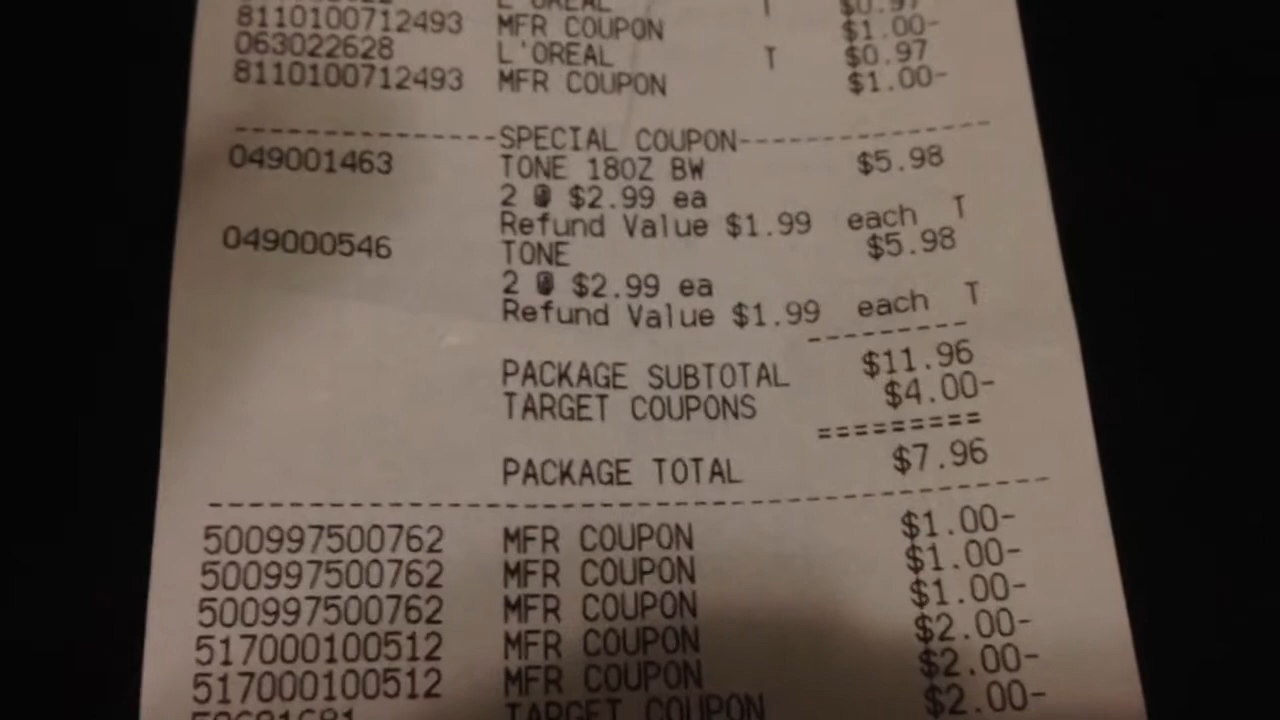 L'OREAL T $0.97
8110100712493 MFR COUPON $1.00-
063022628 L'OREAL T $0.97
8110100712493 MFR COUPON $1.00-
---------------SPECIAL COUPON---------------
049001463 TONE 18OZ BW $5.98
2 @ $2.99 ea
Refund Value $1.99 each T
049000546 TONE $5.98
2 @ $2.99 ea
Refund Value $1.99 each T
----------
PACKAGE SUBTOTAL $11.96
TARGET COUPONS $4.00-
=========
PACKAGE TOTAL $7.96
--------------------------------------------
500997500762 MFR COUPON $1.00-
500997500762 MFR COUPON $1.00-
500997500762 MFR COUPON $1.00-
517000100512 MFR COUPON $2.00-
517000100512 MFR COUPON $2.00-
TARGET COUPON $2.00-